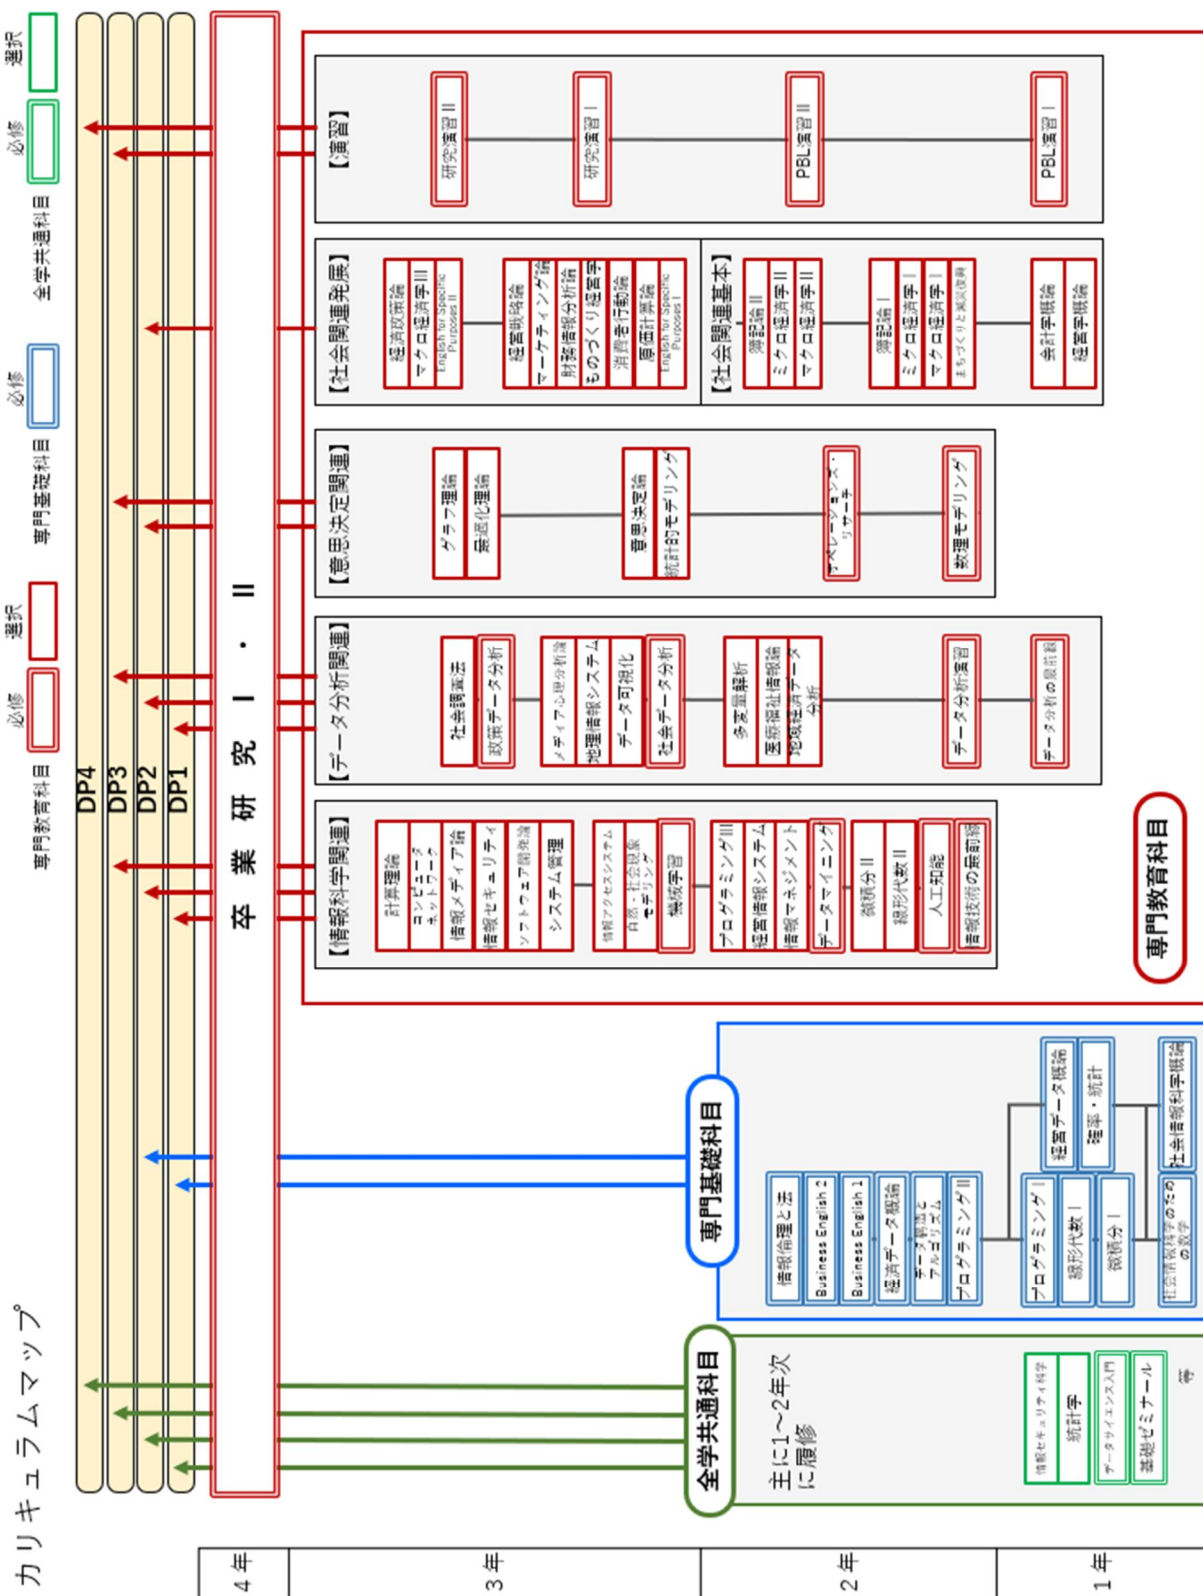 カリキュラムマップ
専門教育科目
必修
選択
専門基礎科目
必修
全学共通科目
必修
選択
DP4
DP3
DP2
DP1
4年
3年
2年
1年
卒業研究 Ⅰ・Ⅱ
全学共通科目
主に1～2年次
に履修
情報セキュリティ科学
統計学
データサイエンス入門
基礎ゼミナール
等
専門基礎科目
情報倫理と法
Business English 2
Business English 1
経済データ概論
データ構造と
アルゴリズム
プログラミングⅡ
プログラミングⅠ
線形代数Ⅰ
微積分Ⅰ
経営データ概論
確率・統計
社会情報科学のため
の数学
社会情報科学概論
専門教育科目
【情報科学関連】
計算理論
コンピュータ
ネットワーク
情報メディア論
情報セキュリティ
ソフトウェア開発論
システム管理
情報アクセスシステム
自然・社会現象
モデリング
機械学習
プログラミングⅢ
経営情報システム
情報マネジメント
データマイニング
微積分Ⅱ
線形代数Ⅱ
人工知能
情報技術の最前線
【データ分析関連】
社会調査法
政策データ分析
メディア心理分析論
地理情報システム
データ可視化
社会データ分析
多変量解析
医療福祉情報論
地域経済データ
分析
データ分析演習
データ分析の最前線
【意思決定関連】
グラフ理論
最適化理論
意思決定論
統計的モデリング
オペレーションズ・
リサーチ
数理モデリング
【社会関連発展】
経済政策論
マクロ経済学Ⅲ
English for Specific
Purposes Ⅱ
経営戦略論
マーケティング論
財務情報分析論
ものづくり経営学
消費者行動論
原価計算論
English for Specific
Purposes Ⅰ
【社会関連基本】
簿記論Ⅱ
ミクロ経済学Ⅱ
マクロ経済学Ⅱ
簿記論Ⅰ
ミクロ経済学Ⅰ
マクロ経済学Ⅰ
まちづくりと減災復興
会計学概論
経営学概論
【演習】
研究演習Ⅱ
研究演習Ⅰ
PBL演習Ⅱ
PBL演習Ⅰ